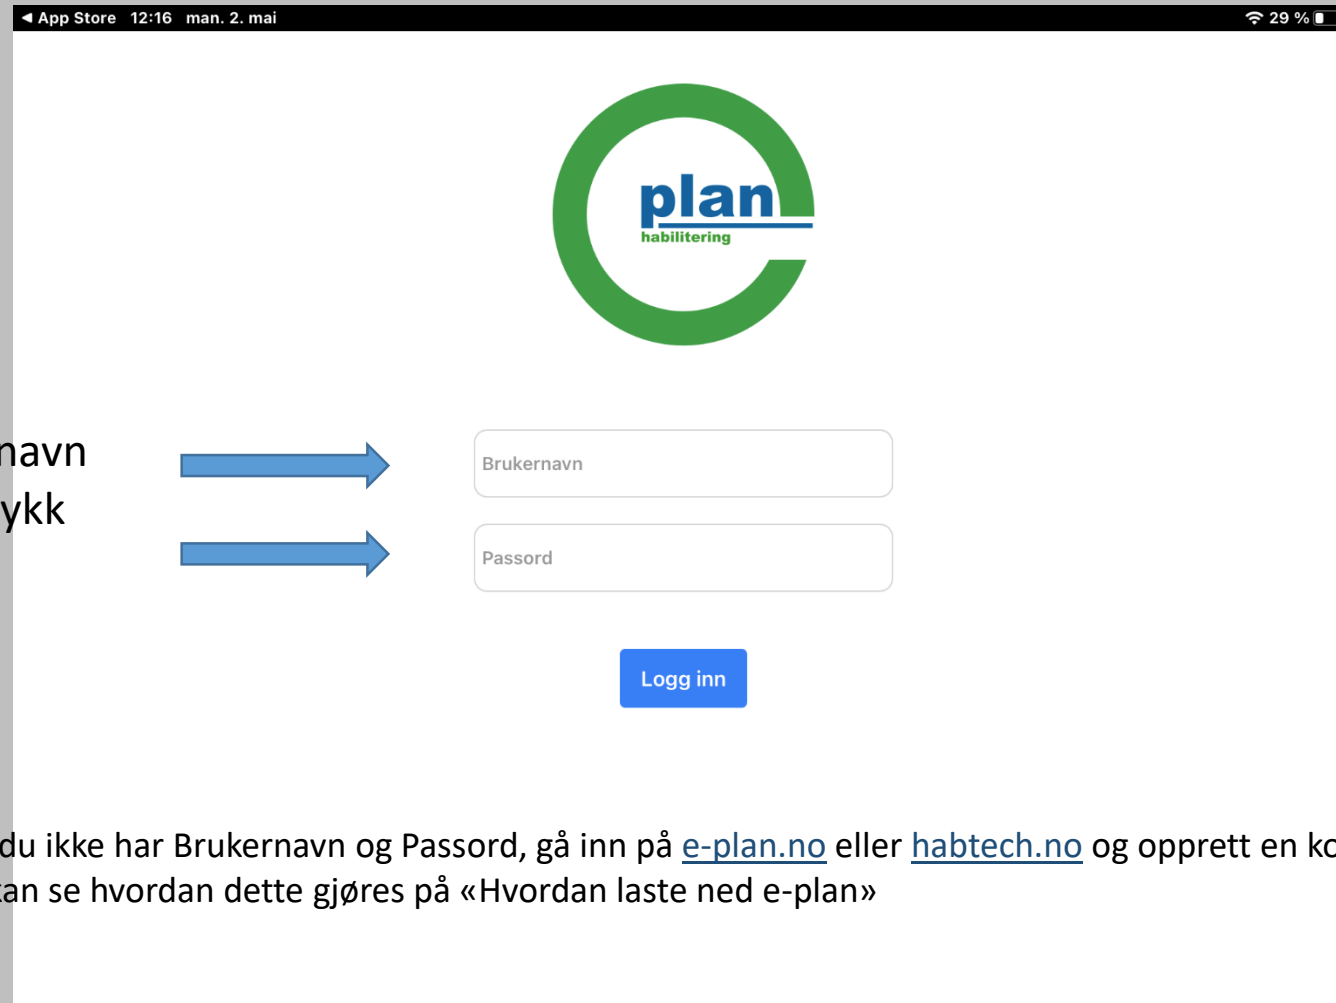 ◀ App Store 12:16 man. 2. mai 29 %
plan
habilitering
navn
ykk
Brukernavn
Passord
Logg inn
du ikke har Brukernavn og Passord, gå inn på e-plan.no eller habtech.no og opprett en ko
kan se hvordan dette gjøres på «Hvordan laste ned e-plan»